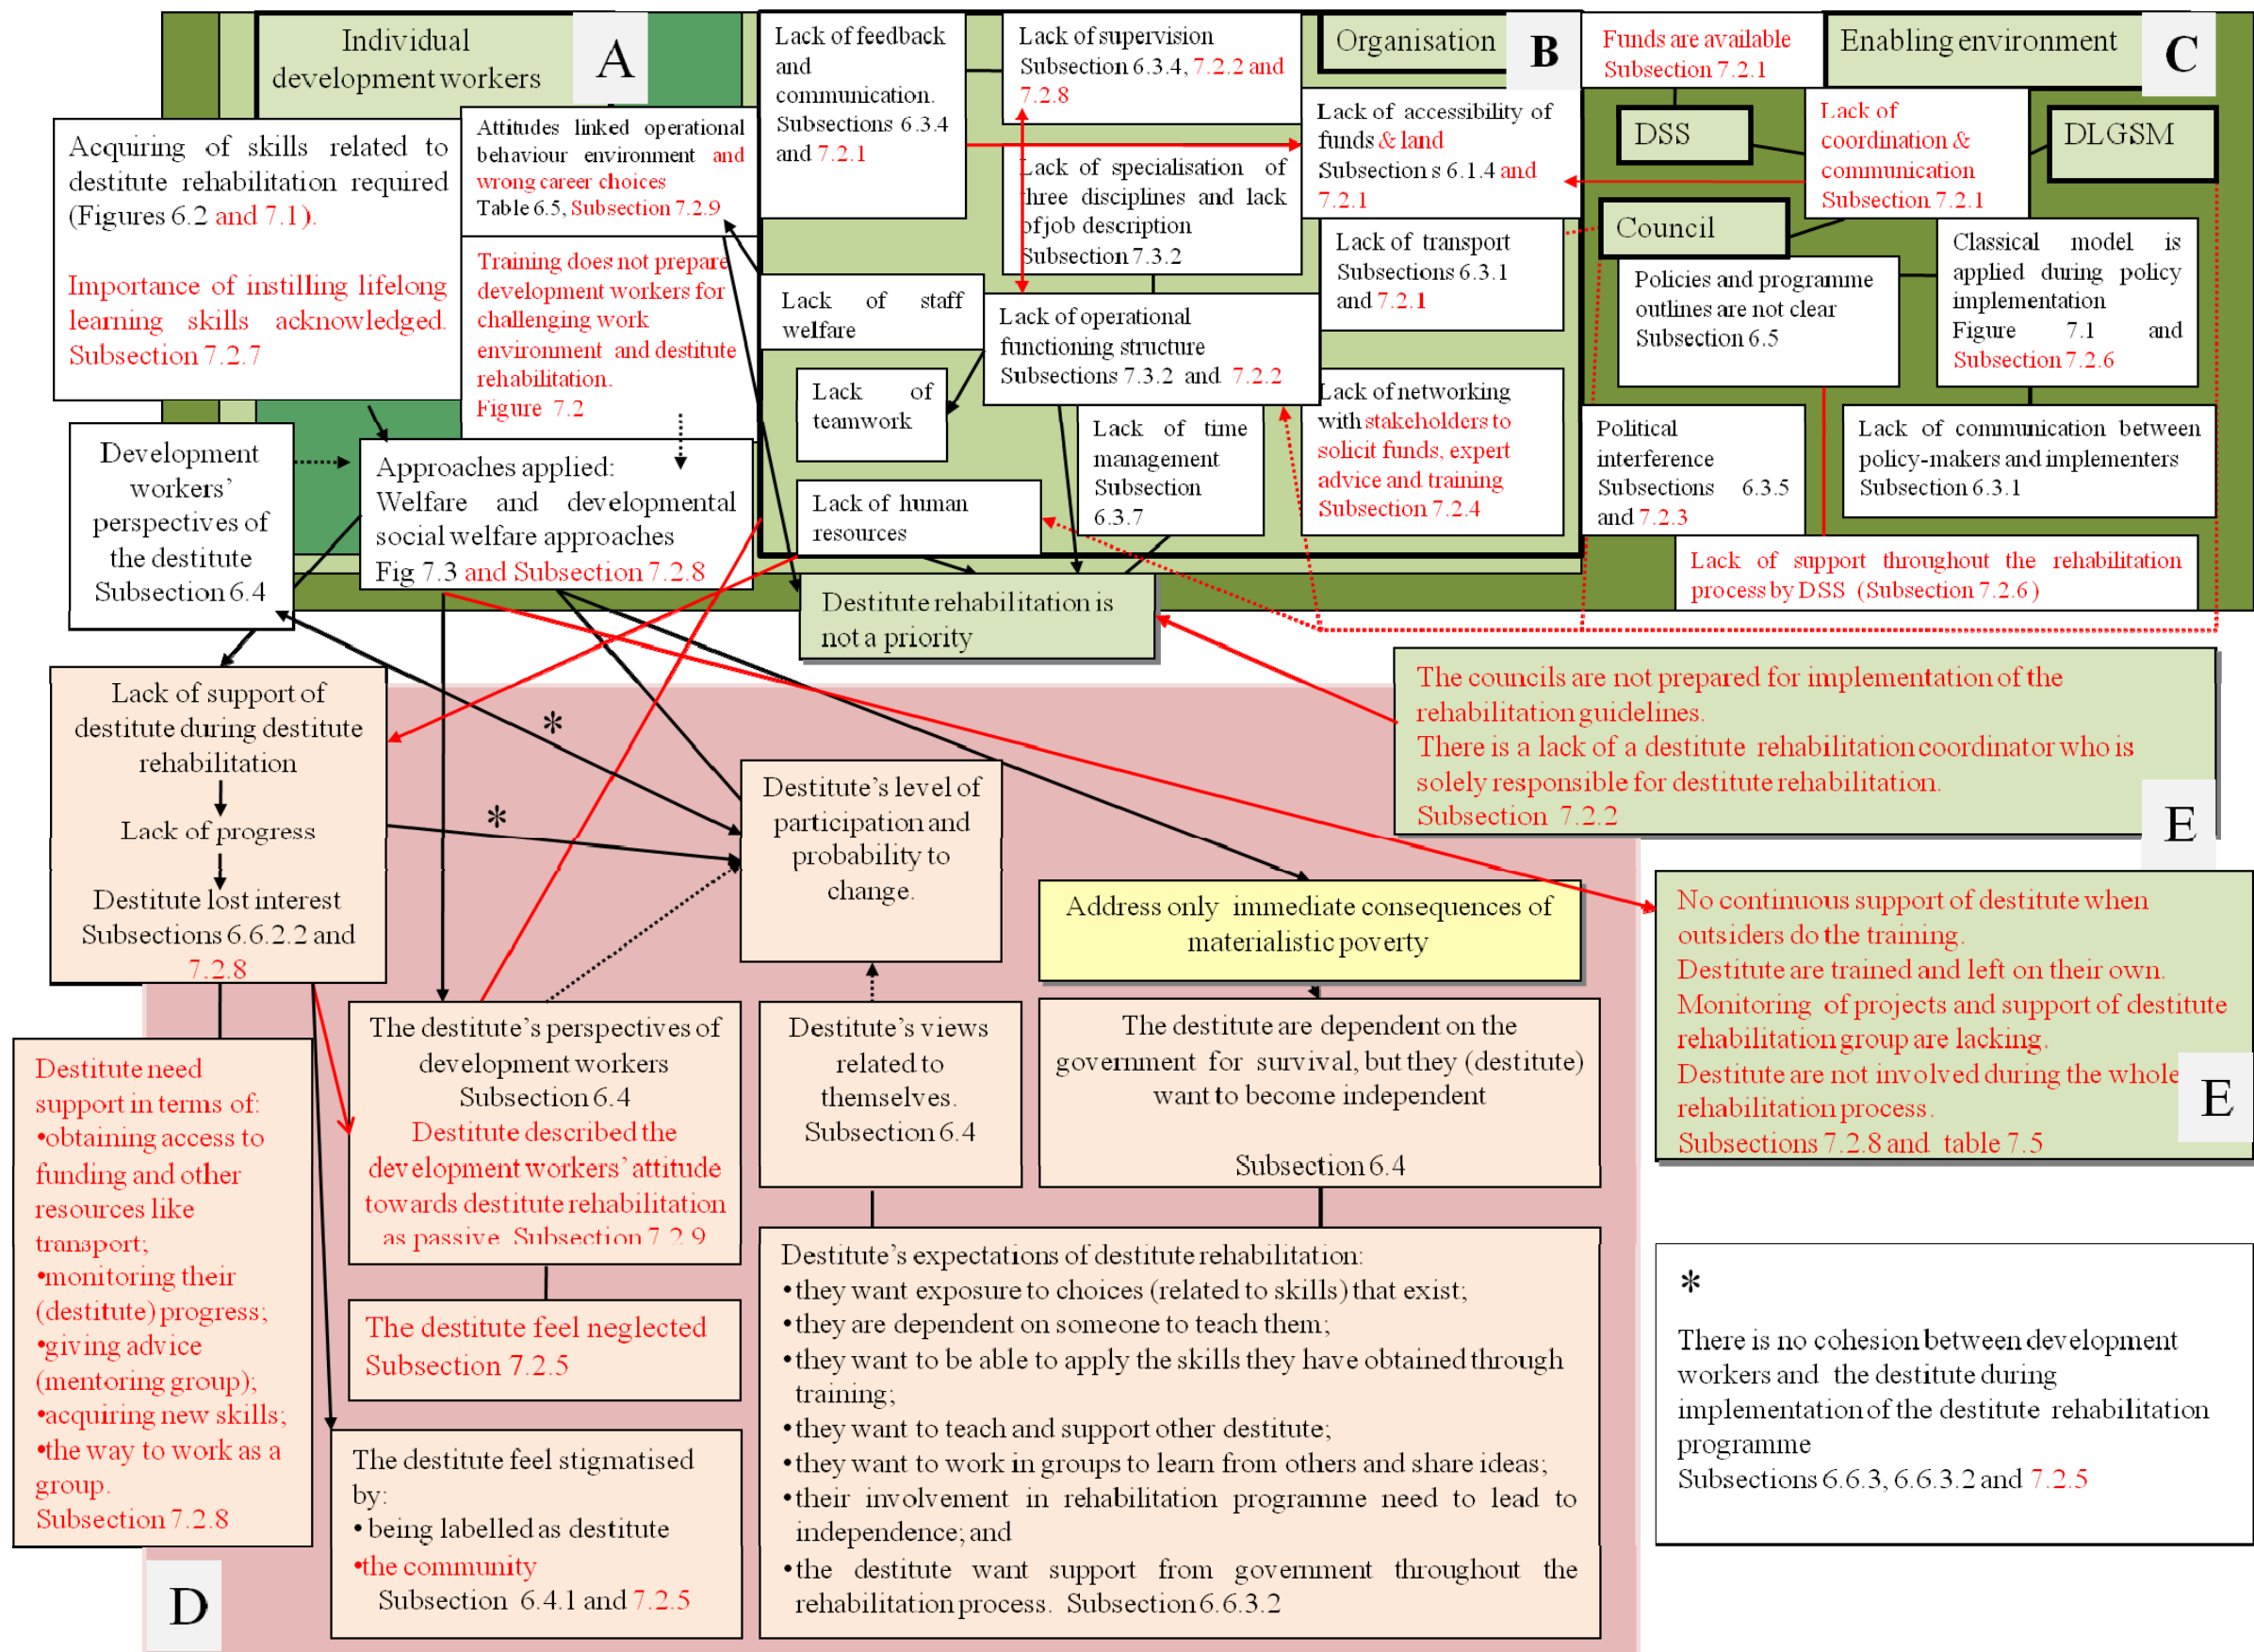 Individual
development workers
A
Acquiring of skills related to
destitute rehabilitation required
(Figures 6.2 and 7.1).
Importance of instilling lifelong
learning skills acknowledged.
Subsection 7.2.7
Attitudes linked operational
behaviour environment and
wrong career choices
Table 6.5, Subsection 7.2.9
Training does not prepare
development workers for
challenging work
environment and destitute
rehabilitation.
Figure 7.2
Development
workers’
perspectives of
the destitute
Subsection 6.4
Approaches applied:
Welfare and developmental
social welfare approaches
Fig 7.3 and Subsection 7.2.8
Lack of feedback
and
communication.
Subsections 6.3.4
and 7.2.1
Lack of supervision
Subsection 6.3.4, 7.2.2 and
7.2.8
Organisation
B
Lack of accessibility of
funds & land
Subsection s 6.1.4 and
7.2.1
Lack of specialisation of
three disciplines and lack
of job description
Subsection 7.3.2
Lack of transport
Subsections 6.3.1
and 7.2.1
Lack of staff
welfare
Lack of operational
functioning structure
Subsections 7.3.2 and 7.2.2
Lack of
teamwork
Lack of time
management
Subsection
6.3.7
Lack of networking
with stakeholders to
solicit funds, expert
advice and training
Subsection 7.2.4
Lack of human
resources
Destitute rehabilitation is
not a priority
Funds are available
Subsection 7.2.1
Enabling environment
C
DSS
Lack of
coordination &
communication
Subsection 7.2.1
DLGSM
Council
Policies and programme
outlines are not clear
Subsection 6.5
Classical model is
applied during policy
implementation
Figure 7.1 and
Subsection 7.2.6
Political
interference
Subsections 6.3.5
and 7.2.3
Lack of communication between
policy-makers and implementers
Subsection 6.3.1
Lack of support throughout the rehabilitation
process by DSS (Subsection 7.2.6)
The councils are not prepared for implementation of the
rehabilitation guidelines.
There is a lack of a destitute rehabilitation coordinator who is
solely responsible for destitute rehabilitation.
Subsection 7.2.2
E
Lack of support of
destitute during destitute
rehabilitation
Lack of progress
Destitute lost interest
Subsections 6.6.2.2 and
7.2.8
*
*
Destitute’s level of
participation and
probability to
change.
Address only immediate consequences of
materialistic poverty
No continuous support of destitute when
outsiders do the training.
Destitute are trained and left on their own.
Monitoring of projects and support of destitute
rehabilitation group are lacking.
Destitute are not involved during the whole
rehabilitation process.
Subsections 7.2.8 and table 7.5
E
Destitute need
support in terms of:
•obtaining access to
funding and other
resources like
transport;
•monitoring their
(destitute) progress;
•giving advice
(mentoring group);
•acquiring new skills;
•the way to work as a
group.
Subsection 7.2.8
The destitute’s perspectives of
development workers
Subsection 6.4
Destitute described the
development workers’ attitude
towards destitute rehabilitation
as passive Subsection 7.2.9
Destitute’s views
related to
themselves.
Subsection 6.4
The destitute are dependent on the
government for survival, but they (destitute)
want to become independent
Subsection 6.4
The destitute feel neglected
Subsection 7.2.5
The destitute feel stigmatised
by:
• being labelled as destitute
•the community
Subsection 6.4.1 and 7.2.5
D
Destitute’s expectations of destitute rehabilitation:
•they want exposure to choices (related to skills) that exist;
•they are dependent on someone to teach them;
•they want to be able to apply the skills they have obtained through
training;
•they want to teach and support other destitute;
•they want to work in groups to learn from others and share ideas;
•their involvement in rehabilitation programme need to lead to
independence; and
•the destitute want support from government throughout the
rehabilitation process. Subsection 6.6.3.2
*
There is no cohesion between development
workers and the destitute during
implementation of the destitute rehabilitation
programme
Subsections 6.6.3, 6.6.3.2 and 7.2.5